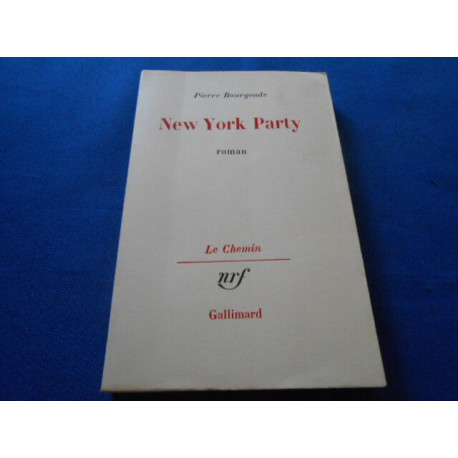 Pierre Bourgeade
New York Party
roman
Le Chemin
nrf
Gallimard